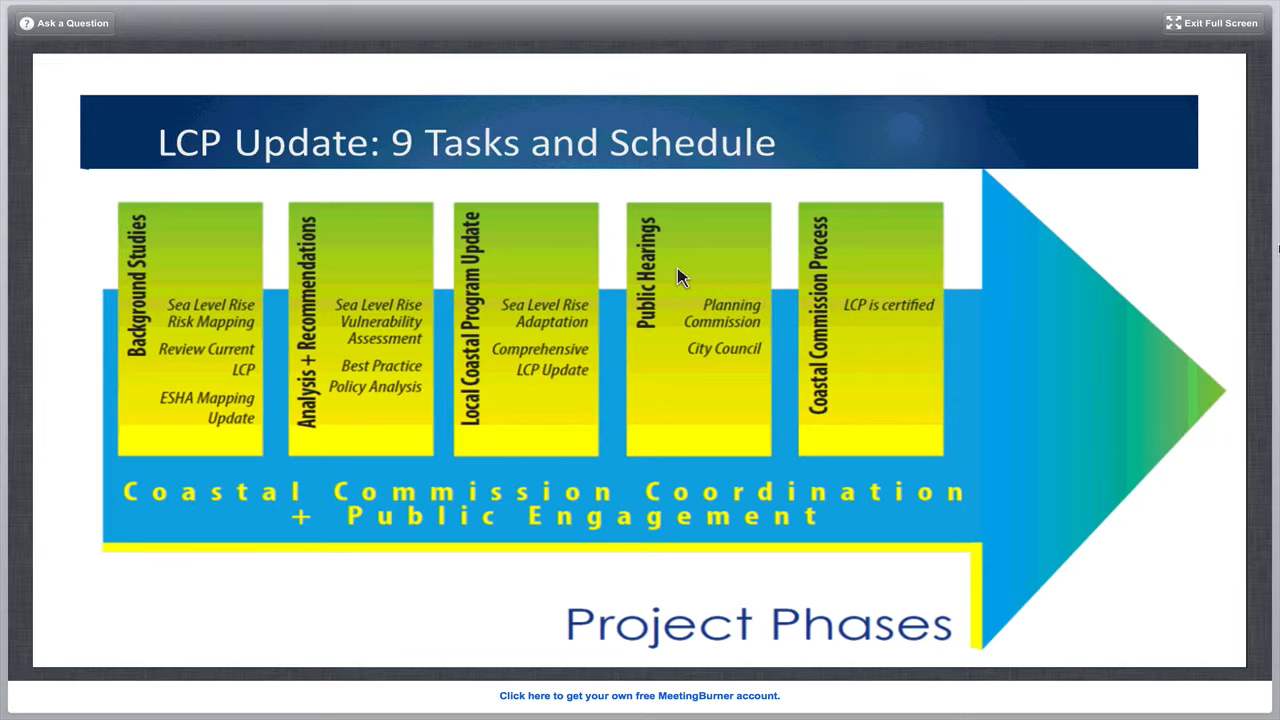 Ask a Question
Exit Full Screen
LCP Update: 9 Tasks and Schedule
Background Studies
Sea Level Rise
Risk Mapping
Review Current
LCP
ESHA Mapping
Update
Analysis + Recommendations
Sea Level Rise
Vulnerability
Assessment
Best Practice
Policy Analysis
Local Coastal Program Update
Sea Level Rise
Adaptation
Comprehensive
LCP Update
Public Hearings
Planning
Commission
City Council
Coastal Commission Process
LCP is certified
Coastal Commission Coordination
+ Public Engagement
Project Phases
Click here to get your own free MeetingBurner account.